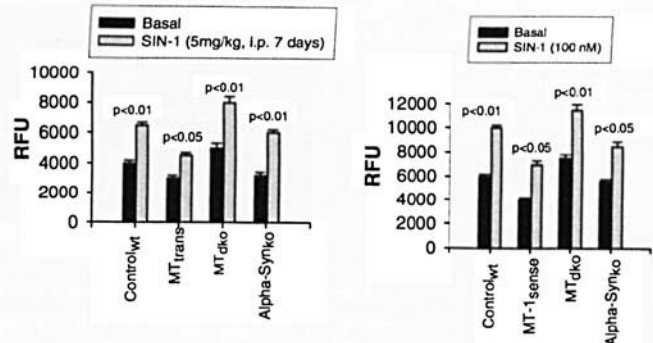 Basal
SIN-1 (5mg/kg, i.p. 7 days)
RFU
10000
8000
6000
4000
2000
0
p<0.01
p<0.05
p<0.01
p<0.01
Controlwt
MTtrans
MTdko
Alpha-Synko
Basal
SIN-1 (100 nM)
RFU
12000
10000
8000
6000
4000
2000
0
p<0.01
p<0.05
p<0.01
p<0.05
Controlwt
MT-1sense
MTdko
Alpha-SynKO